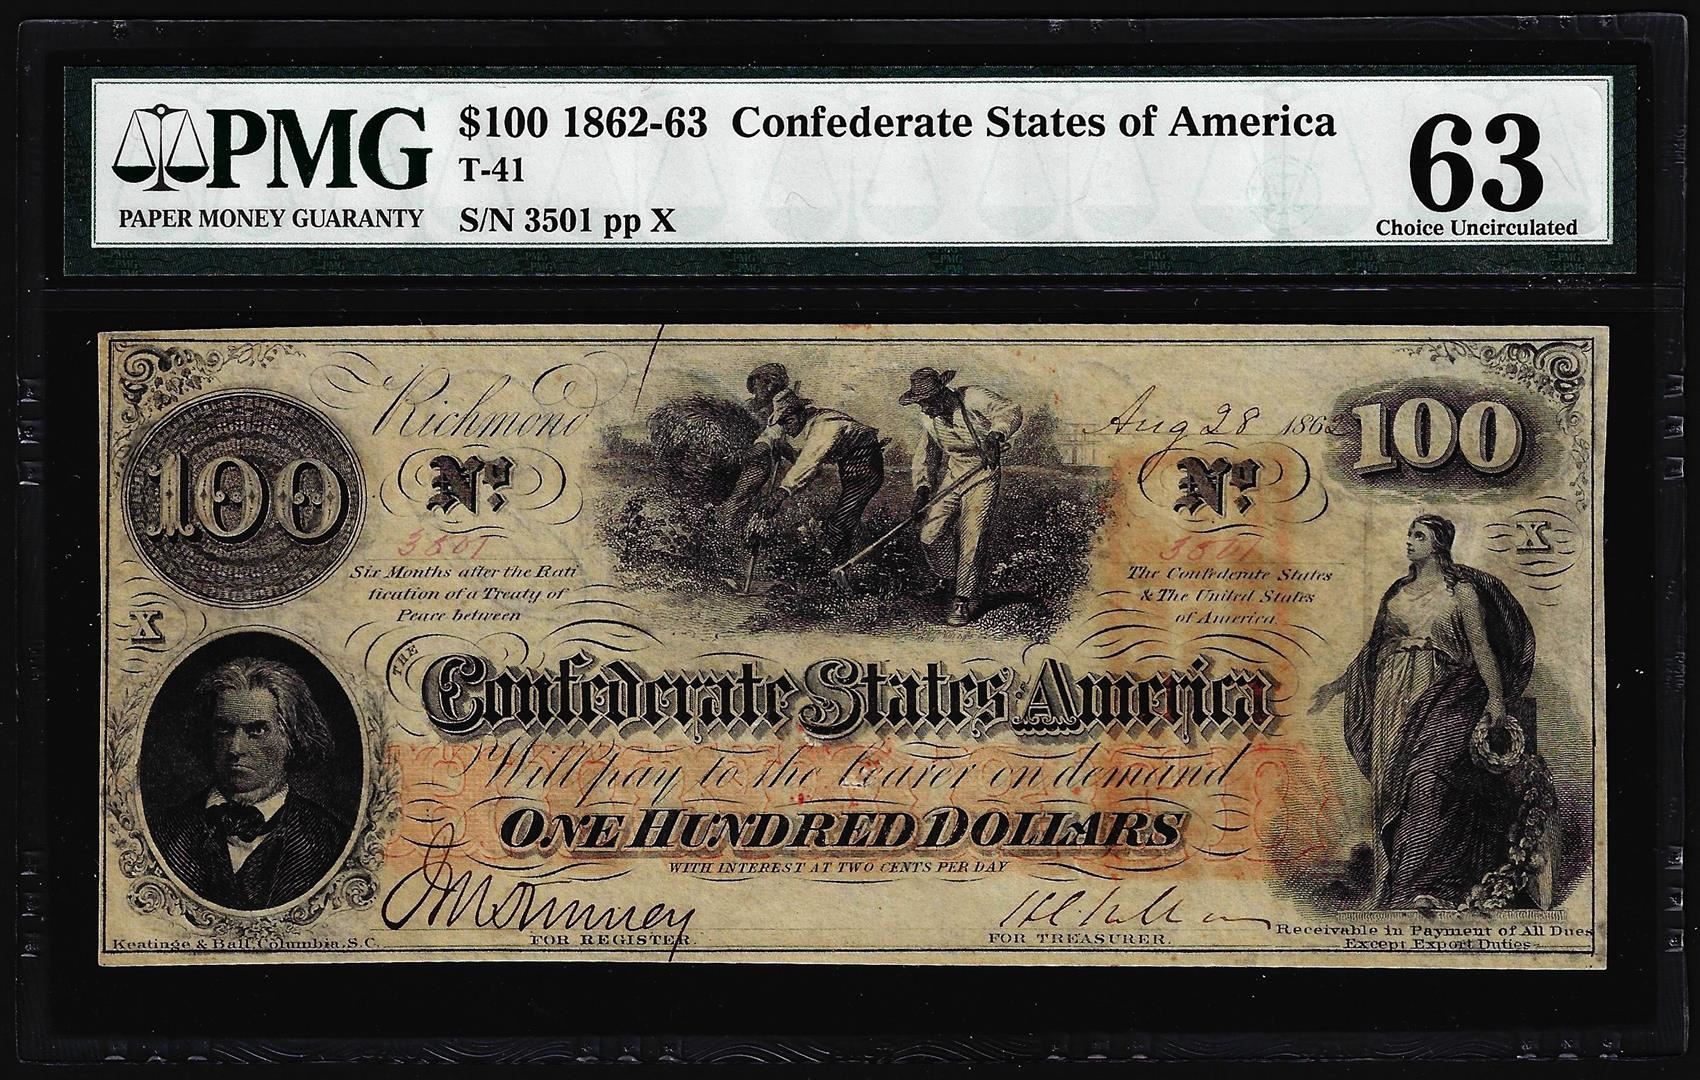 PMG
PAPER MONEY GUARANTY
$100 1862-63 Confederate States of America
T-41
S/N 3501 pp X
63
Choice Uncirculated
Richmond
Aug 28 1862
100
100
No.
No.
3501
3501
Six Months after the Rati
fication of a Treaty of
Peace between
The Confederate States
& The United States
of America.
X
X
THE
Confederate States America
Will pay to the bearer on demand
ONE HUNDRED DOLLARS
WITH INTEREST AT TWO CENTS PER DAY
FOR REGISTER.
FOR TREASURER.
Keatinge & Ball, Columbia, S.C.
Receivable in Payment of All Dues
Except Export Duties